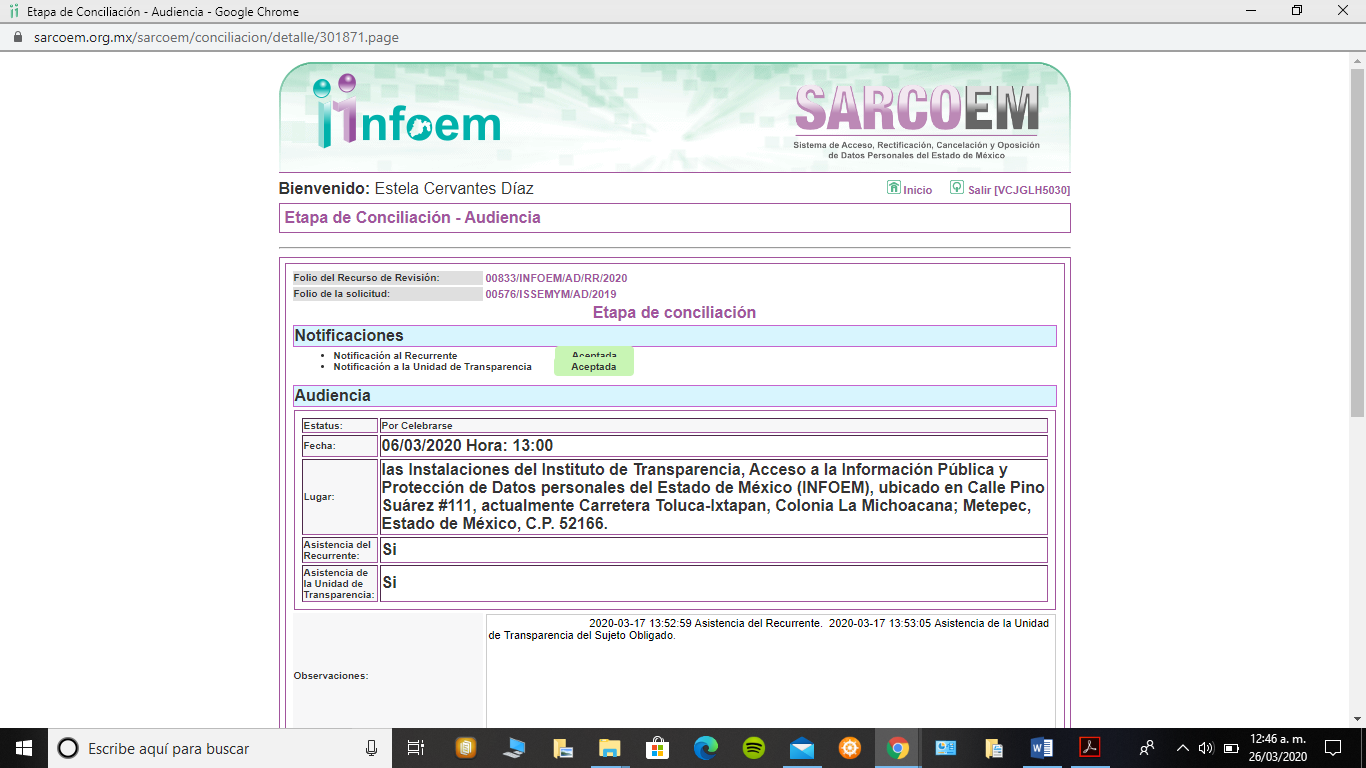 Etapa de Conciliación - Audiencia - Google Chrome
sarcoem.org.mx/sarcoem/conciliacion/detalle/301871.page
infoem
SARCOEM
Sistema de Acceso, Rectificación, Cancelación y Oposición
de Datos Personales del Estado de México
Bienvenido: Estela Cervantes Díaz
Inicio Salir [VCJGLH5030]
Etapa de Conciliación - Audiencia
Folio del Recurso de Revisión: 00833/INFOEM/AD/RR/2020
Folio de la solicitud: 00576/ISSEMYM/AD/2019
Etapa de conciliación
Notificaciones
• Notificación al Recurrente Aceptada
• Notificación a la Unidad de Transparencia Aceptada
Audiencia
Estatus: Por Celebrarse
Fecha: 06/03/2020 Hora: 13:00
Lugar:
las Instalaciones del Instituto de Transparencia, Acceso a la Información Pública y
Protección de Datos personales del Estado de México (INFOEM), ubicado en Calle Pino
Suárez #111, actualmente Carretera Toluca-Ixtapan, Colonia La Michoacana; Metepec,
Estado de México, C.P. 52166.
Asistencia del
Recurrente:
Si
Asistencia de
la Unidad de
Transparencia:
Si
Observaciones:
2020-03-17 13:52:59 Asistencia del Recurrente. 2020-03-17 13:53:05 Asistencia de la Unidad
de Transparencia del Sujeto Obligado.
Escribe aquí para buscar
12:46 a. m.
26/03/2020